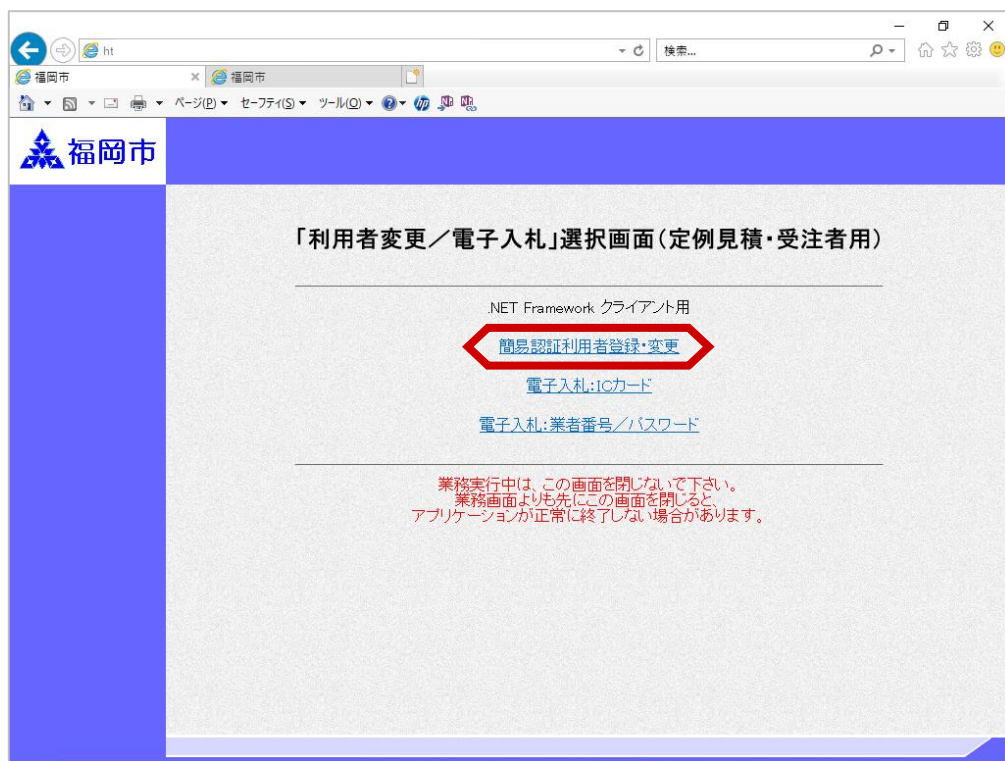 ht
検索...
福岡市
福岡市
ページ(P) セーフティ(S) ツール(O)
福岡市
「利用者変更／電子入札」選択画面(定例見積・受注者用)
.NET Framework クライアント用
簡易認証利用者登録・変更
電子入札:ICカード
電子入札:業者番号／パスワード
業務実行中は、この画面を閉じないで下さい。
業務画面よりも先にこの画面を閉じると、
アプリケーションが正常に終了しない場合があります。